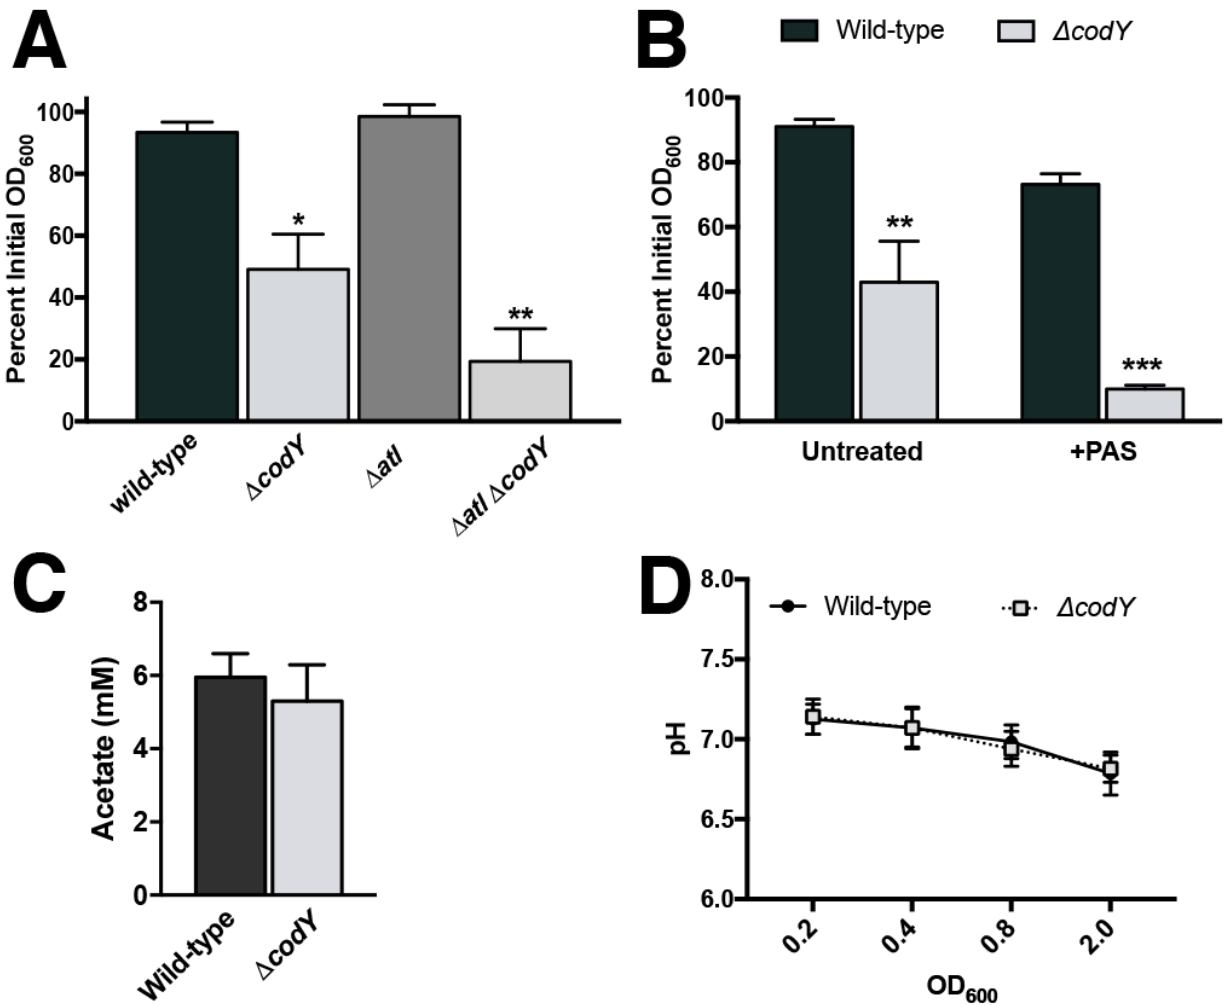 A
Percent Initial OD600
100
80
60
40
20
0
*
**
wild-type
ΔcodY
Δatl
Δatl ΔcodY
B
Wild-type
ΔcodY
Percent Initial OD600
100
80
60
40
20
0
**
***
Untreated
+PAS
C
Acetate (mM)
8
6
4
2
0
Wild-type
ΔcodY
D
Wild-type
ΔcodY
pH
8.0
7.5
7.0
6.5
6.0
0.2
0.4
0.8
2.0
OD600